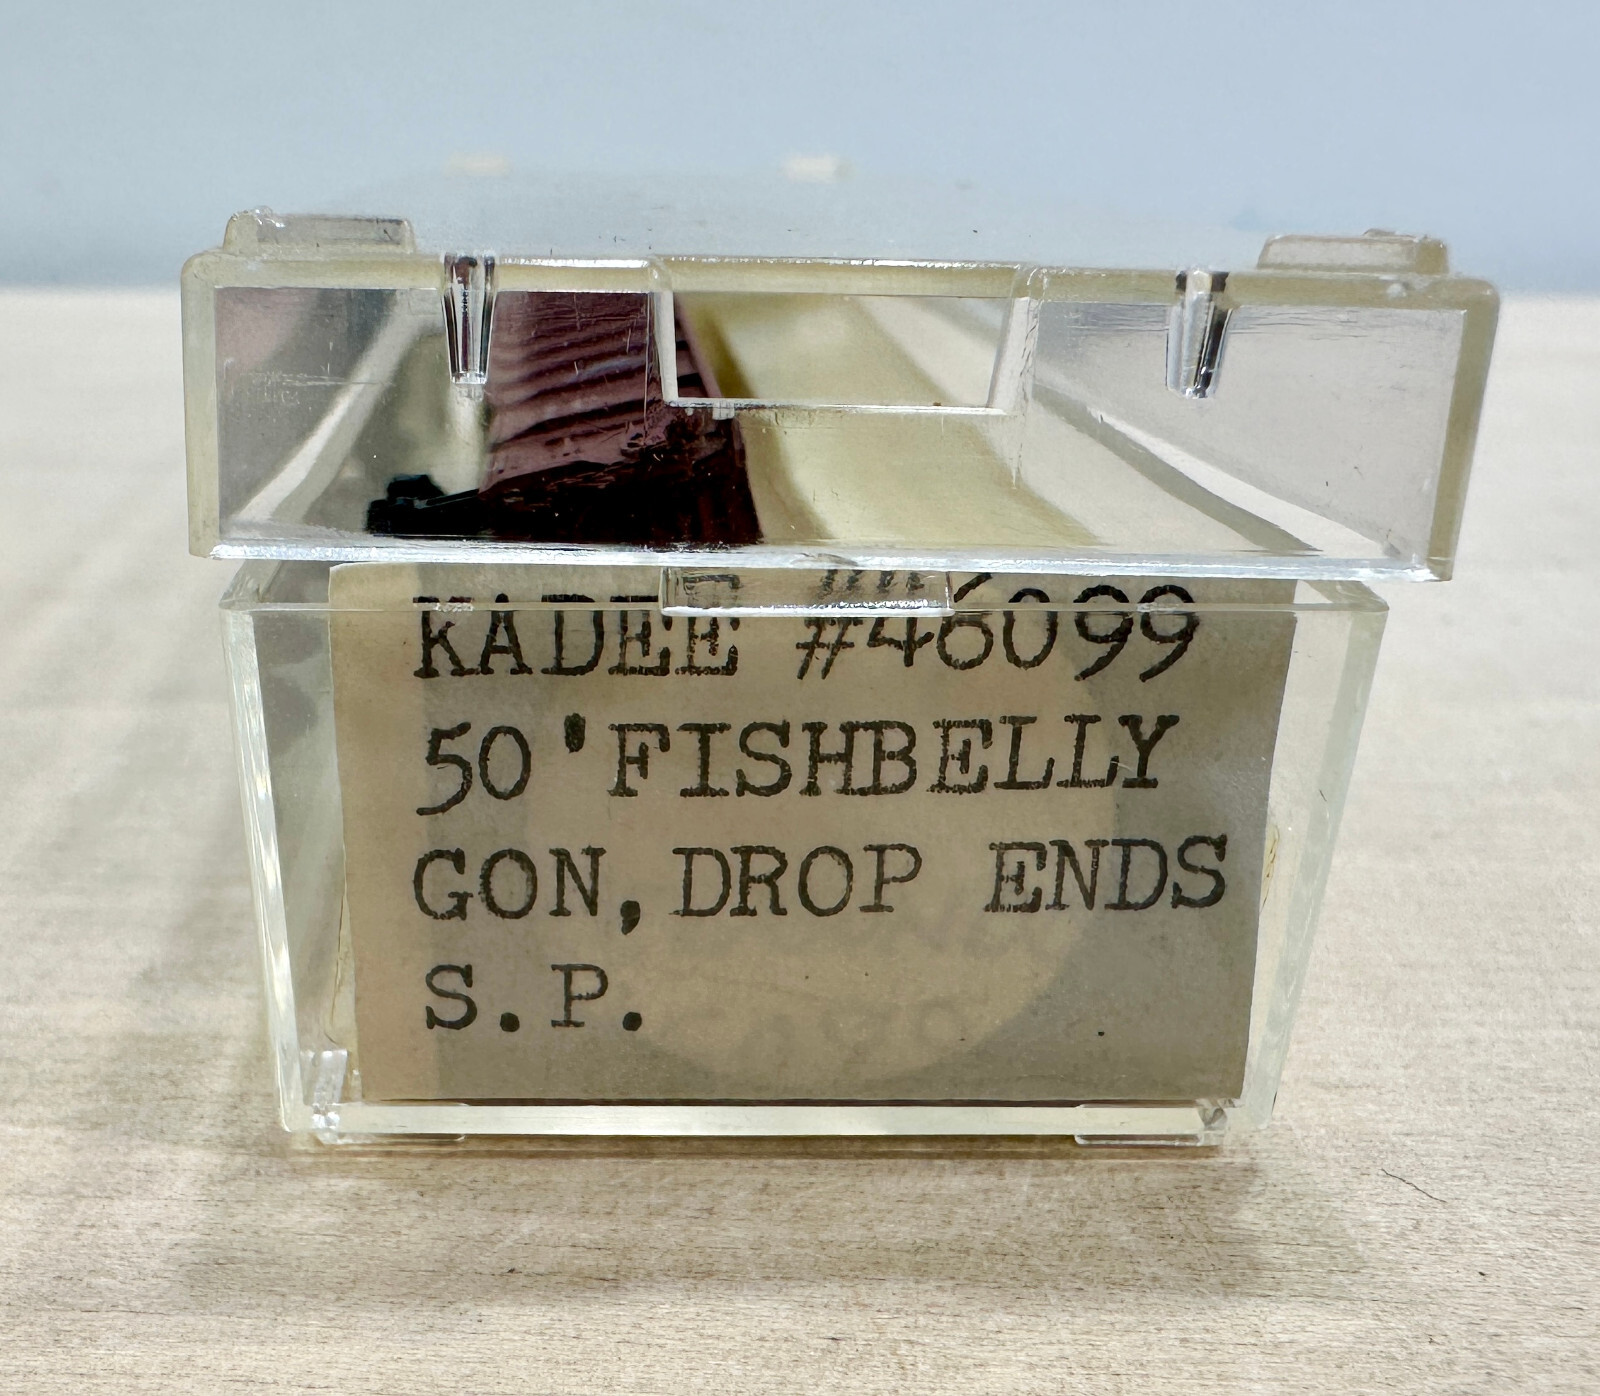 KADEE #46099
50'FISHBELLY
GON,DROP ENDS
S.P.